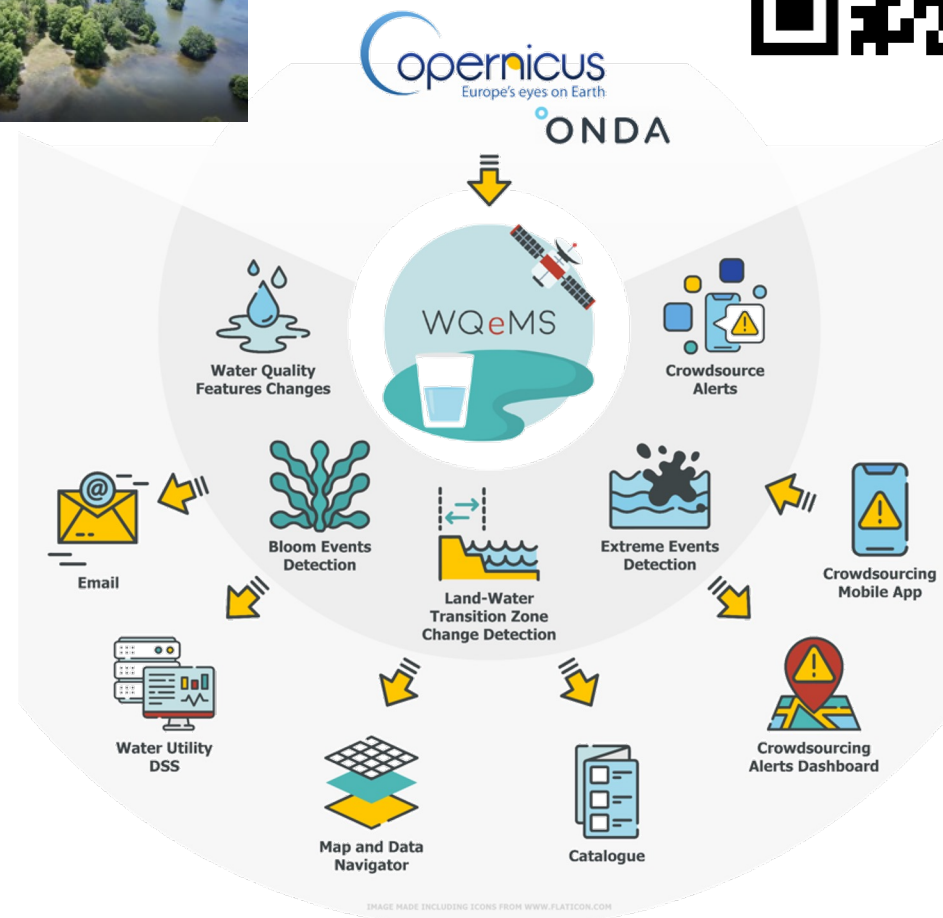 Copernicus
Europe's eyes on Earth
ONDA
WQeMS
Water Quality
Features Changes
Crowdsource
Alerts
@
Bloom Events
Detection
Extreme Events
Detection
Email
Land-Water
Transition Zone
Change Detection
Crowdsourcing
Mobile App
Water Utility
DSS
Crowdsourcing
Alerts Dashboard
Map and Data
Navigator
Catalogue
IMAGE MADE INCLUDING ICONS FROM WWW.FLATICON.COM